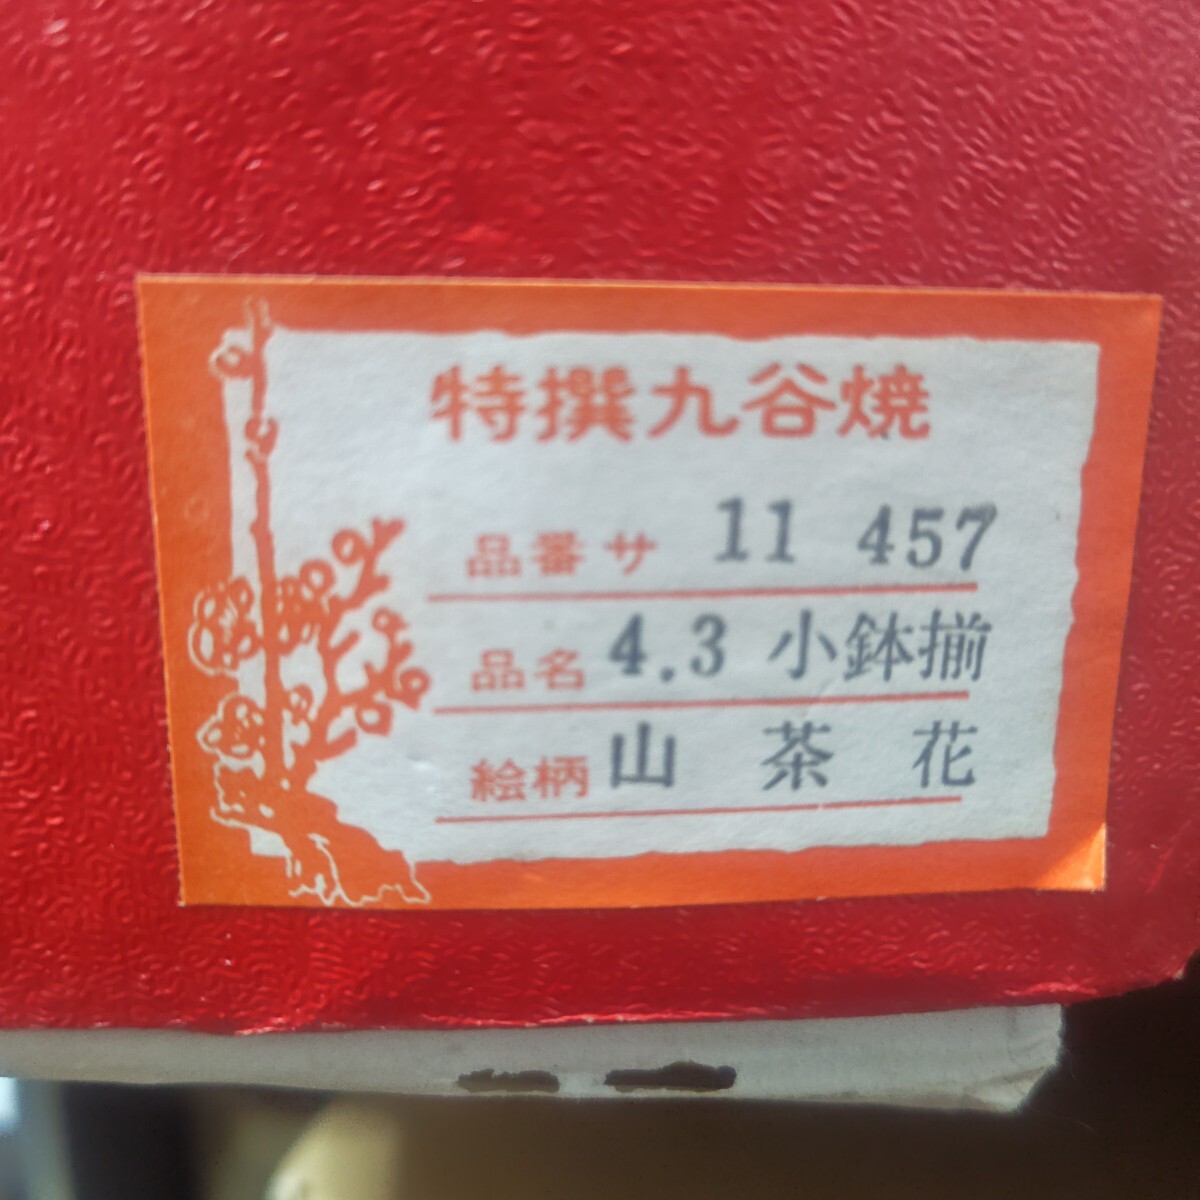 特撰九谷焼
品番サ 11 457
品名 4.3 小鉢揃
絵柄 山茶花